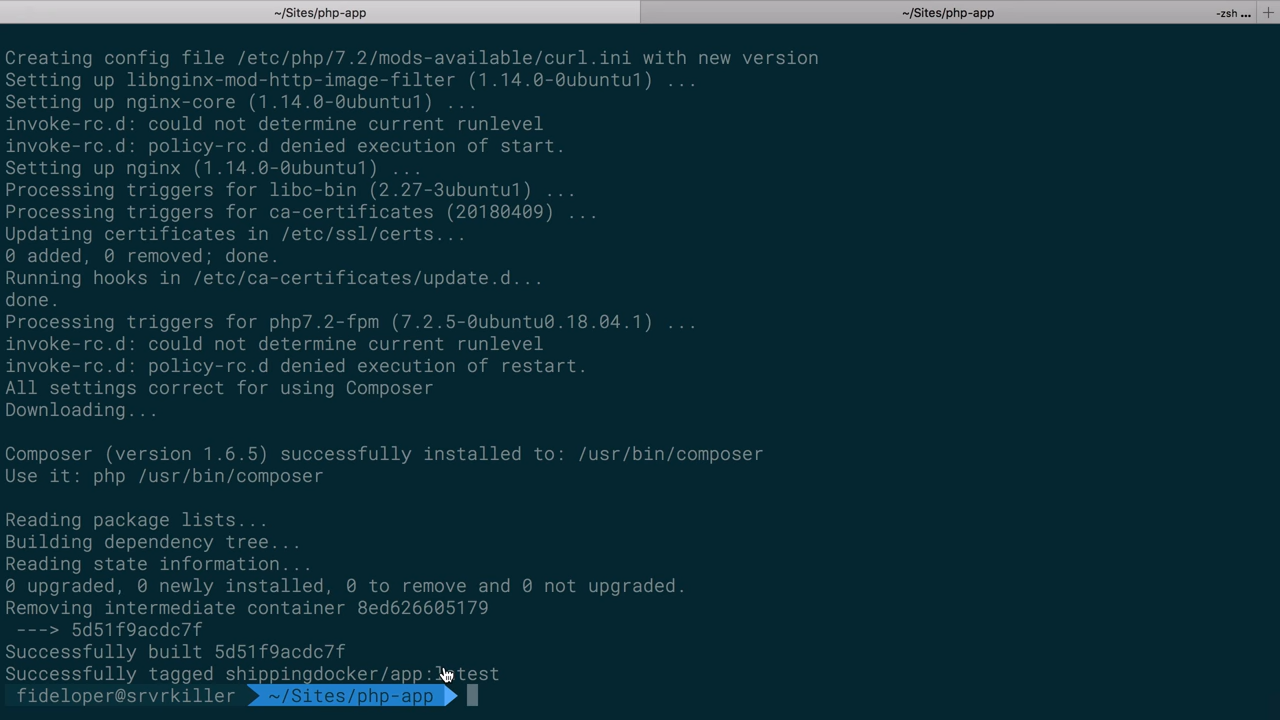 ~/Sites/php-app
~/Sites/php-app
-zsh ...
Creating config file /etc/php/7.2/mods-available/curl.ini with new version
Setting up libnginx-mod-http-image-filter (1.14.0-0ubuntu1) ...
Setting up nginx-core (1.14.0-0ubuntu1) ...
invoke-rc.d: could not determine current runlevel
invoke-rc.d: policy-rc.d denied execution of start.
Setting up nginx (1.14.0-0ubuntu1) ...
Processing triggers for libc-bin (2.27-3ubuntu1) ...
Processing triggers for ca-certificates (20180409) ...
Updating certificates in /etc/ssl/certs...
0 added, 0 removed; done.
Running hooks in /etc/ca-certificates/update.d...
done.
Processing triggers for php7.2-fpm (7.2.5-0ubuntu0.18.04.1) ...
invoke-rc.d: could not determine current runlevel
invoke-rc.d: policy-rc.d denied execution of restart.
All settings correct for using Composer
Downloading...
Composer (version 1.6.5) successfully installed to: /usr/bin/composer
Use it: php /usr/bin/composer
Reading package lists...
Building dependency tree...
Reading state information...
0 upgraded, 0 newly installed, 0 to remove and 0 not upgraded.
Removing intermediate container 8ed626605179
---> 5d51f9acdc7f
Successfully built 5d51f9acdc7f
Successfully tagged shippingdocker/app:latest
fideloper@srvrkiller ~/Sites/php-app